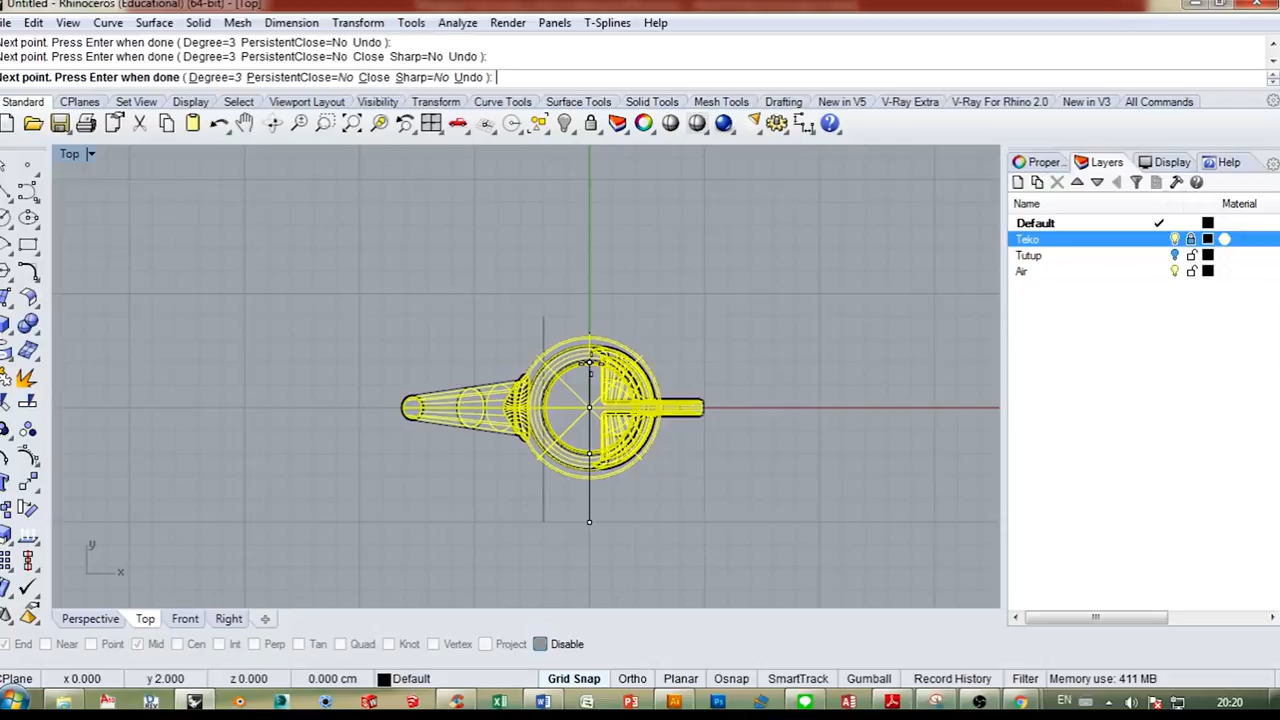 Untitled - Rhinoceros (Educational) (64-bit) - [Top]
File Edit View Curve Surface Solid Mesh Dimension Transform Tools Analyze Render Panels T-Splines Help
Next point. Press Enter when done ( Degree=3 PersistentClose=No Undo ):
Next point. Press Enter when done ( Degree=3 PersistentClose=No Close Sharp=No Undo ):
Next point. Press Enter when done ( Degree=3 PersistentClose=No Close Sharp=No Undo ):
Standard CPlanes Set View Display Select Viewport Layout Visibility Transform Curve Tools Surface Tools Solid Tools Mesh Tools Drafting New in V5 V-Ray Extra V-Ray For Rhino 2.0 New in V3 All Commands
Top
Proper... Layers Display Help
Name Material
Default
Teko
Tutup
Air
y
x
Perspective Top Front Right
End Near Point Mid Cen Int Perp Tan Quad Knot Vertex Project Disable
CPlane x 0.000 y 2.000 z 0.000 0.000 cm Default Grid Snap Ortho Planar Osnap SmartTrack Gumball Record History Filter Memory use: 411 MB
EN 20:20